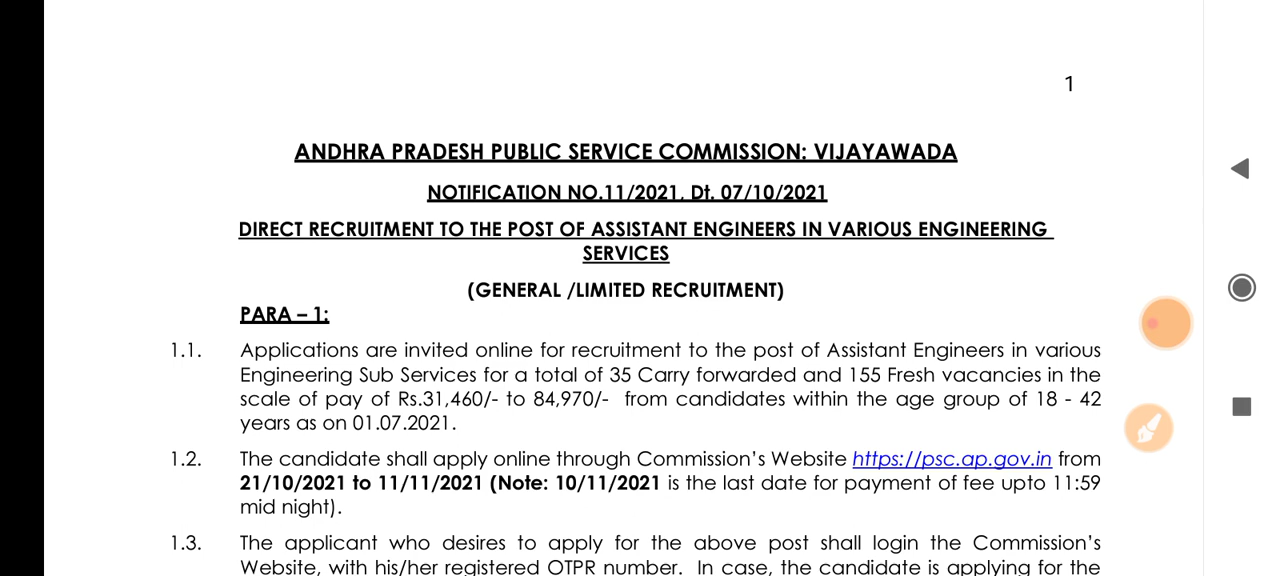 1
ANDHRA PRADESH PUBLIC SERVICE COMMISSION: VIJAYAWADA
NOTIFICATION NO.11/2021, Dt. 07/10/2021
DIRECT RECRUITMENT TO THE POST OF ASSISTANT ENGINEERS IN VARIOUS ENGINEERING
SERVICES
(GENERAL /LIMITED RECRUITMENT)
PARA – 1:
1.1. Applications are invited online for recruitment to the post of Assistant Engineers in various
Engineering Sub Services for a total of 35 Carry forwarded and 155 Fresh vacancies in the
scale of pay of Rs.31,460/- to 84,970/- from candidates within the age group of 18 - 42
years as on 01.07.2021.
1.2. The candidate shall apply online through Commission’s Website https://psc.ap.gov.in from
21/10/2021 to 11/11/2021 (Note: 10/11/2021 is the last date for payment of fee upto 11:59
mid night).
1.3. The applicant who desires to apply for the above post shall login the Commission’s
Website, with his/her registered OTPR number. In case, the candidate is applying for the